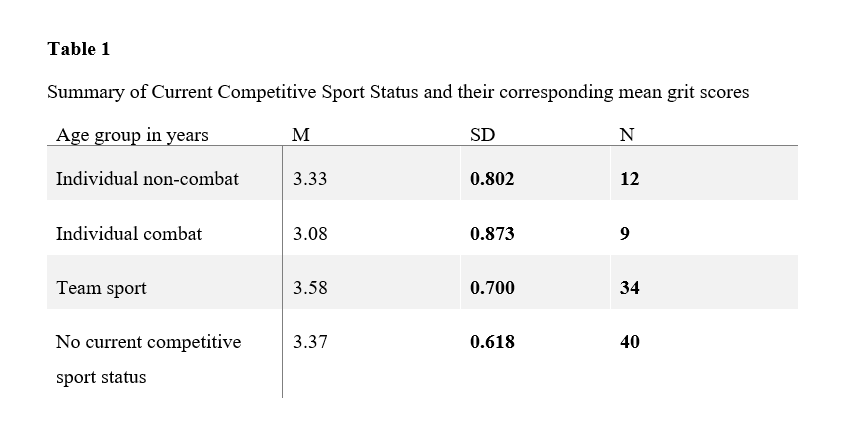 Table 1
Summary of Current Competitive Sport Status and their corresponding mean grit scores
Age group in years M SD N
Individual non-combat 3.33 0.802 12
Individual combat 3.08 0.873 9
Team sport 3.58 0.700 34
No current competitive 3.37 0.618 40
sport status